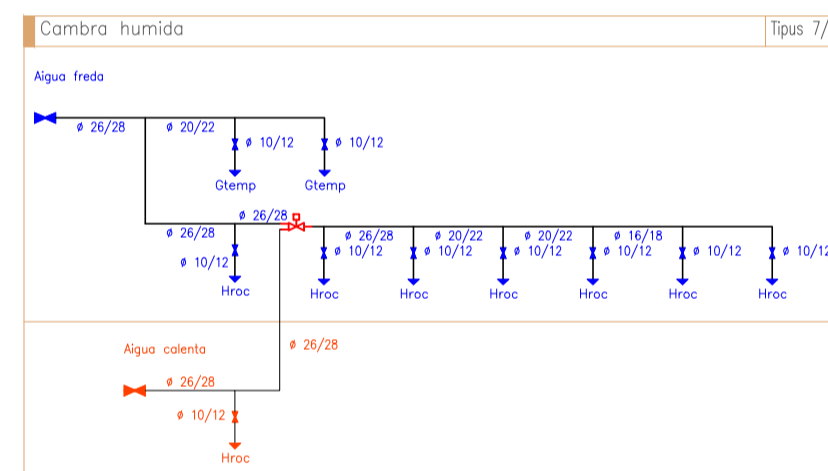 Cambra humida Tipus 7/
Aigua freda
ø 26/28 ø 20/22
ø 10/12 ø 10/12
Gtemp Gtemp
ø 26/28
ø 26/28 ø 26/28 ø 20/22 ø 20/22 ø 16/18
ø 10/12 ø 10/12 ø 10/12 ø 10/12 ø 10/12 ø 10/12
ø 10/12
Hroc Hroc Hroc Hroc Hroc Hroc Hroc
ø 26/28
Aigua calenta
ø 26/28
ø 10/12
Hroc